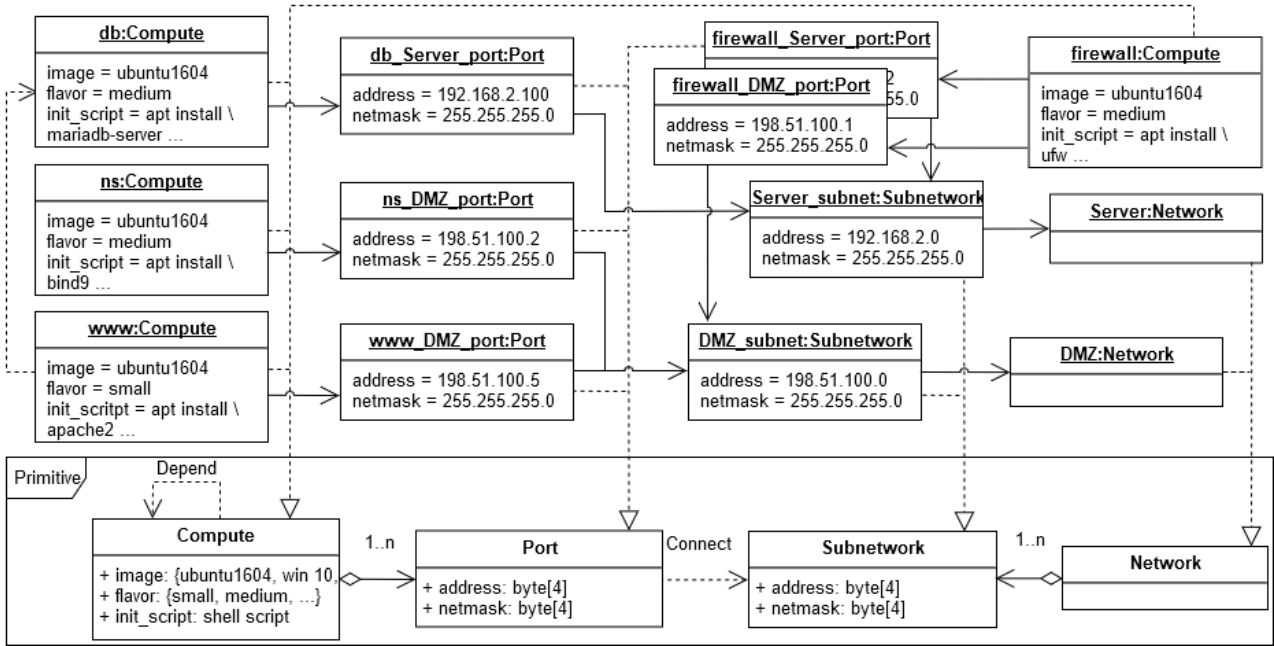 db:Compute
image = ubuntu1604
flavor = medium
init_script = apt install \
mariadb-server ...
db_Server_port:Port
address = 192.168.2.100
netmask = 255.255.255.0
firewall_Server_port:Port
2
55.0
firewall_DMZ_port:Port
address = 198.51.100.1
netmask = 255.255.255.0
firewall:Compute
image = ubuntu1604
flavor = medium
init_script = apt install \
ufw ...
ns:Compute
image = ubuntu1604
flavor = medium
init_script = apt install \
bind9 ...
ns_DMZ_port:Port
address = 198.51.100.2
netmask = 255.255.255.0
Server_subnet:Subnetwork
address = 192.168.2.0
netmask = 255.255.255.0
Server:Network
www:Compute
image = ubuntu1604
flavor = small
init_scritpt = apt install \
apache2 ...
www_DMZ_port:Port
address = 198.51.100.5
netmask = 255.255.255.0
DMZ_subnet:Subnetwork
address = 198.51.100.0
netmask = 255.255.255.0
DMZ:Network
Primitive
Depend
Compute
+ image: {ubuntu1604, win 10,
+ flavor: {small, medium, ...}
+ init_script: shell script
1..n
Port
+ address: byte[4]
+ netmask: byte[4]
Connect
Subnetwork
+ address: byte[4]
+ netmask: byte[4]
1..n
Network